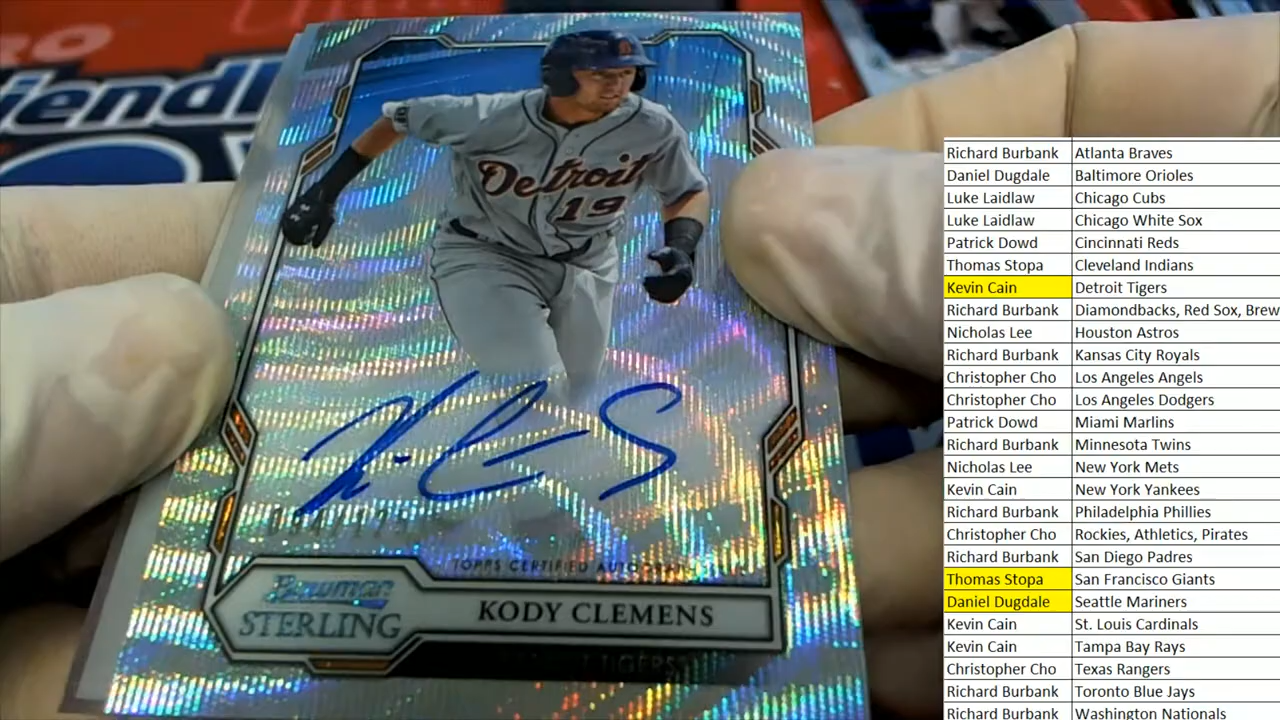 iendl
Detroit
19
TOPPS CERTIFIED AUTOGRAPH
Bowman
STERLING
KODY CLEMENS
TIGERS
Richard Burbank Atlanta Braves
Daniel Dugdale Baltimore Orioles
Luke Laidlaw Chicago Cubs
Luke Laidlaw Chicago White Sox
Patrick Dowd Cincinnati Reds
Thomas Stopa Cleveland Indians
Kevin Cain Detroit Tigers
Richard Burbank Diamondbacks, Red Sox, Brew
Nicholas Lee Houston Astros
Richard Burbank Kansas City Royals
Christopher Cho Los Angeles Angels
Christopher Cho Los Angeles Dodgers
Patrick Dowd Miami Marlins
Richard Burbank Minnesota Twins
Nicholas Lee New York Mets
Kevin Cain New York Yankees
Richard Burbank Philadelphia Phillies
Christopher Cho Rockies, Athletics, Pirates
Richard Burbank San Diego Padres
Thomas Stopa San Francisco Giants
Daniel Dugdale Seattle Mariners
Kevin Cain St. Louis Cardinals
Kevin Cain Tampa Bay Rays
Christopher Cho Texas Rangers
Richard Burbank Toronto Blue Jays
Richard Burbank Washington Nationals